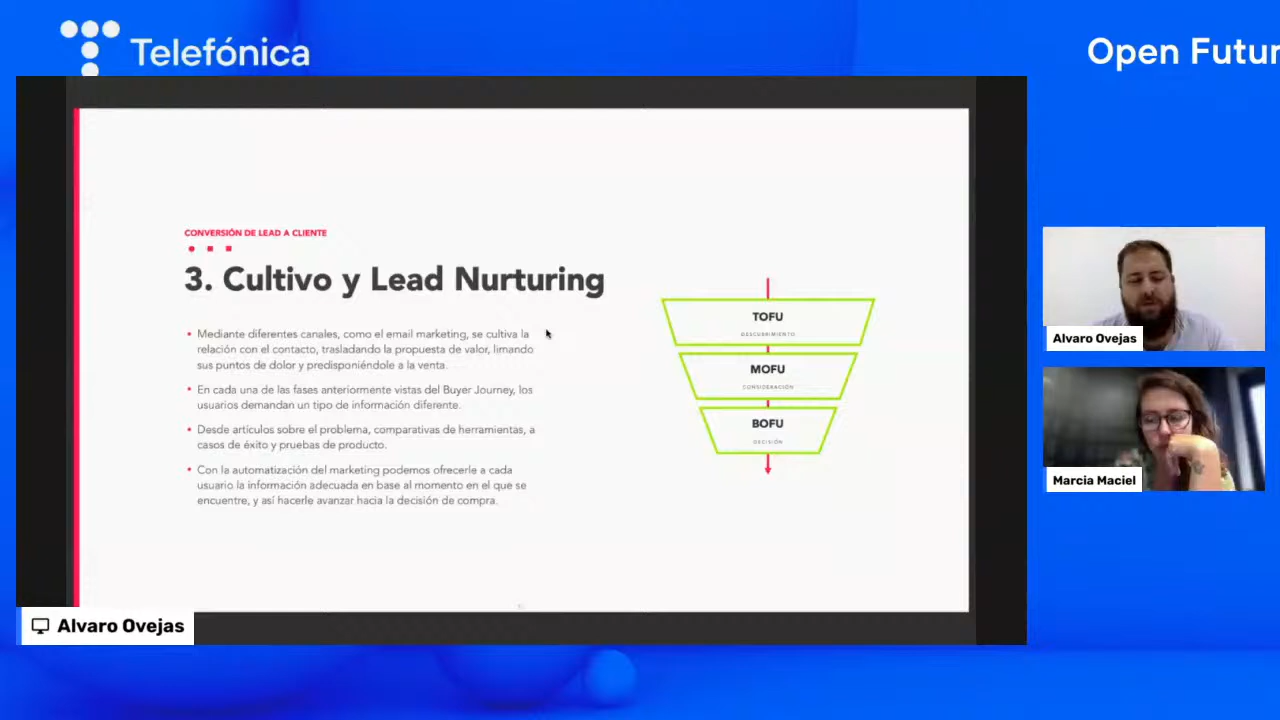 Telefónica
Open Futur
CONVERSIÓN DE LEAD A CLIENTE
3. Cultivo y Lead Nurturing
• Mediante diferentes canales, como el email marketing, se cultiva la
relación con el contacto, trasladando la propuesta de valor, limando
sus puntos de dolor y predisponiéndole a la venta.
• En cada una de las fases anteriormente vistas del Buyer Journey, los
usuarios demandan un tipo de información diferente.
• Desde artículos sobre el problema, comparativas de herramientas, a
casos de éxito y pruebas de producto.
• Con la automatización del marketing podemos ofrecerle a cada
usuario la información adecuada en base al momento en el que se
encuentre, y así hacerle avanzar hacia la decisión de compra.
TOFU
DESCUBRIMIENTO
MOFU
CONSIDERACIÓN
BOFU
DECISIÓN
Alvaro Ovejas
Marcia Maciel
Alvaro Ovejas